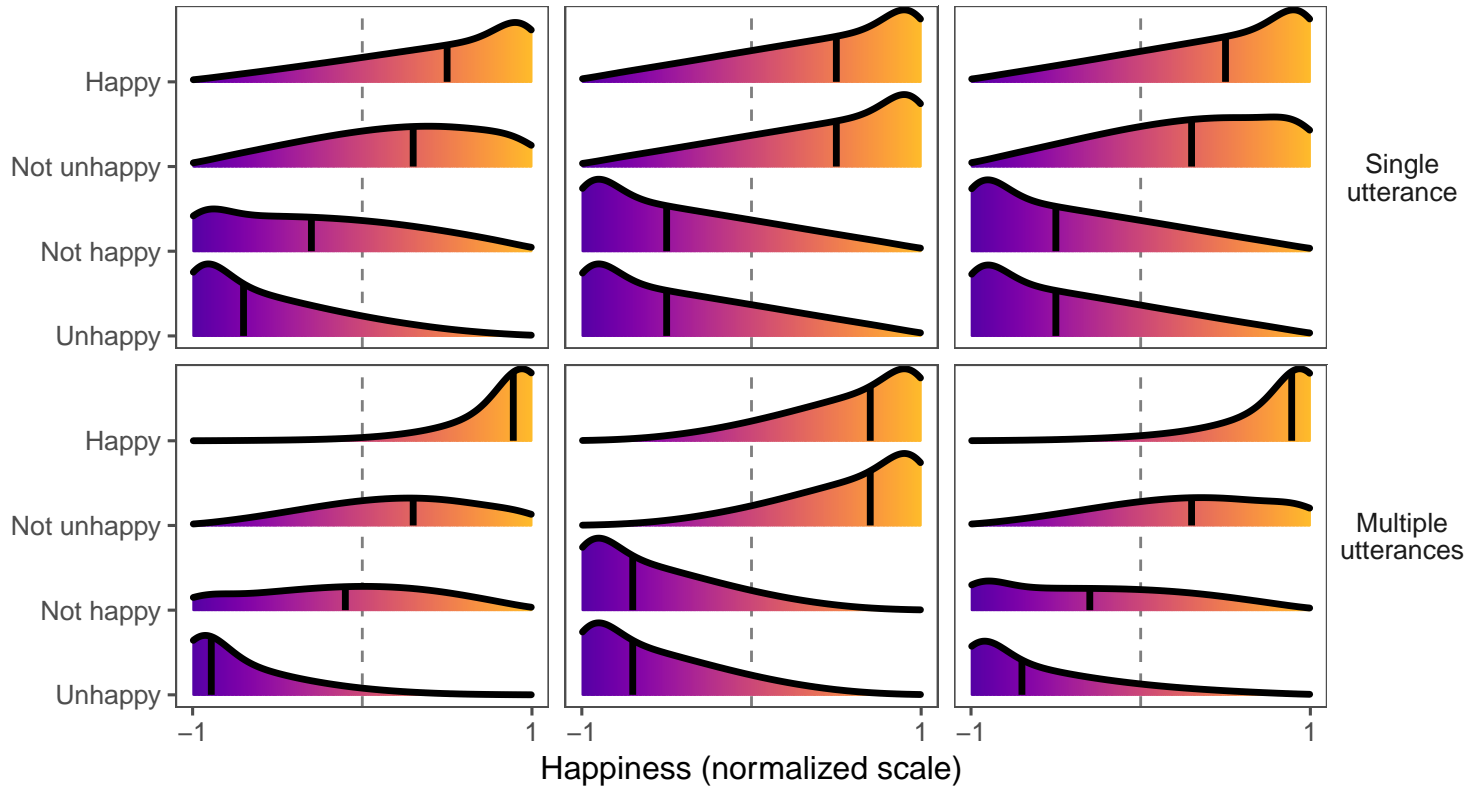 Happy
Not unhappy
Not happy
Unhappy
Single
utterance
Happy
Not unhappy
Not happy
Unhappy
Multiple
utterances
−1 1 −1 1 −1 1
Happiness (normalized scale)